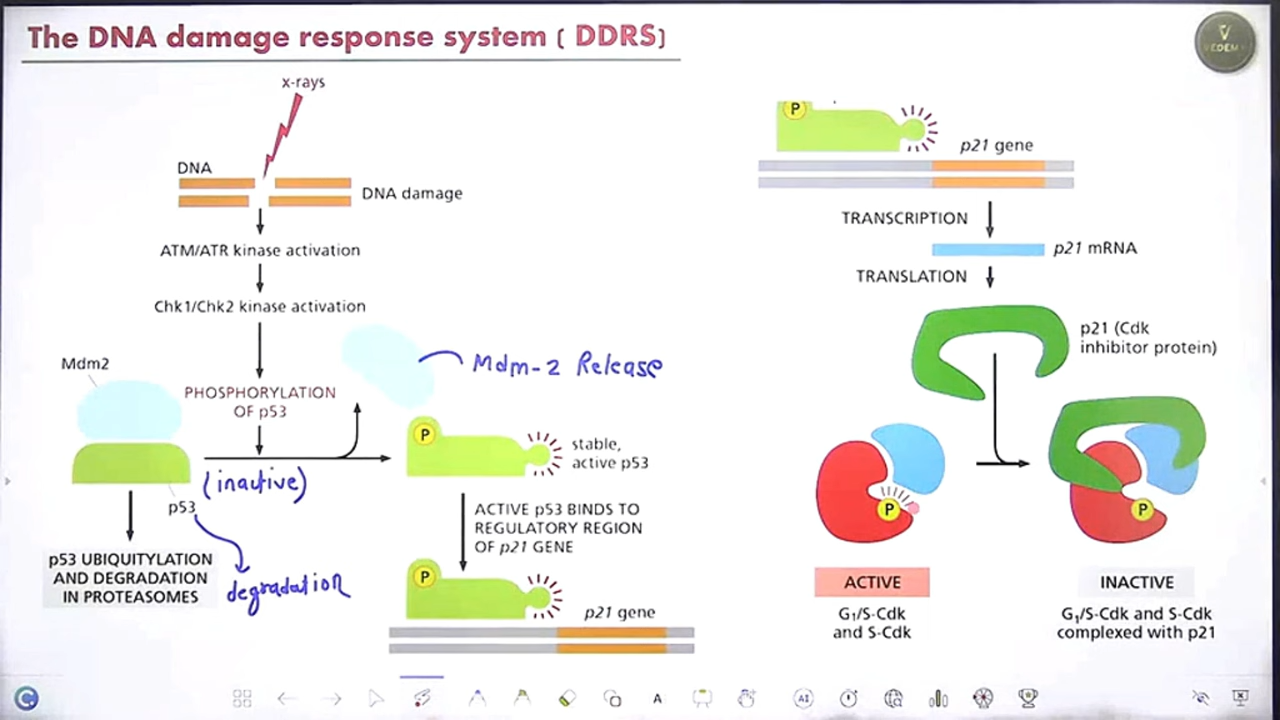 The DNA damage response system ( DDRS)
x-rays
DNA
DNA damage
ATM/ATR kinase activation
Chk1/Chk2 kinase activation
Mdm2
PHOSPHORYLATION
OF p53
Mdm-2 Release
P
stable,
active p53
(inactive)
p53
degradation
p53 UBIQUITYLATION
AND DEGRADATION
IN PROTEASOMES
ACTIVE p53 BINDS TO
REGULATORY REGION
OF p21 GENE
P
p21 gene
P
p21 gene
TRANSCRIPTION
p21 mRNA
TRANSLATION
p21 (Cdk
inhibitor protein)
P
P
ACTIVE
G1/S-Cdk
and S-Cdk
INACTIVE
G1/S-Cdk and S-Cdk
complexed with p21
V
VEDEMY
A
AI